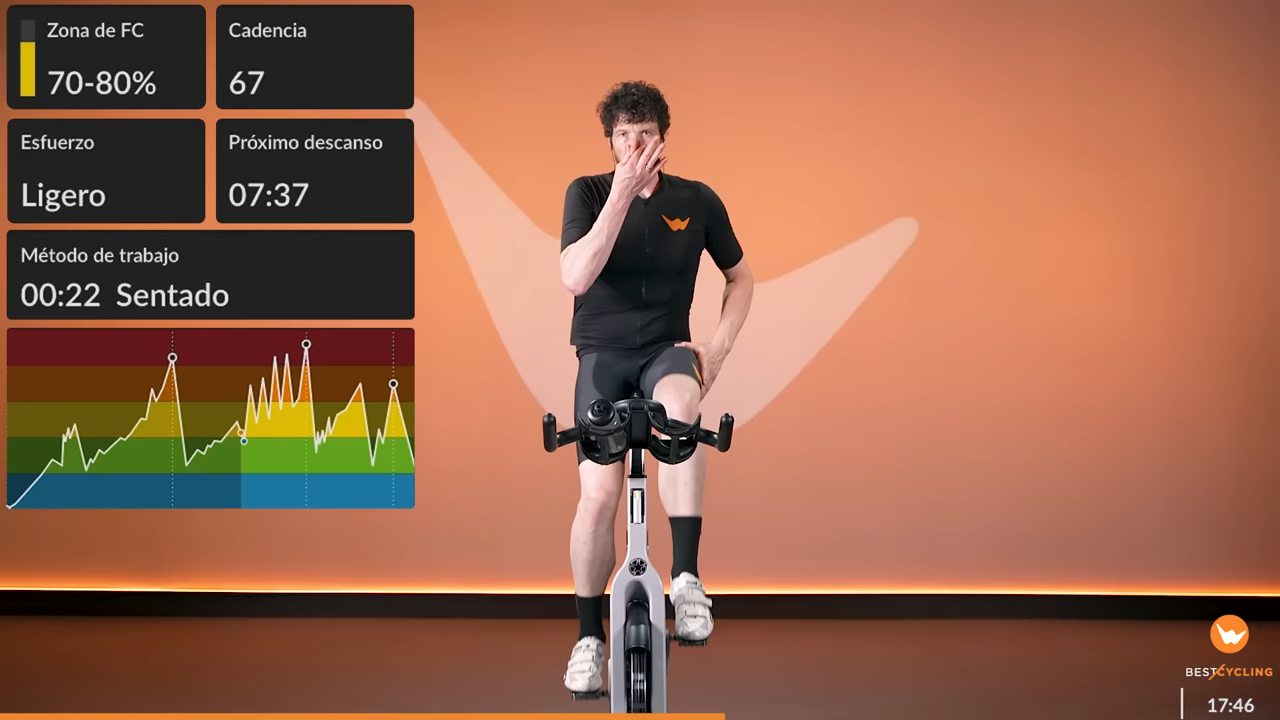 Zona de FC
70-80%
Cadencia
67
Esfuerzo
Ligero
Próximo descanso
07:37
Método de trabajo
00:22 Sentado
BESTCYCLING
17:46